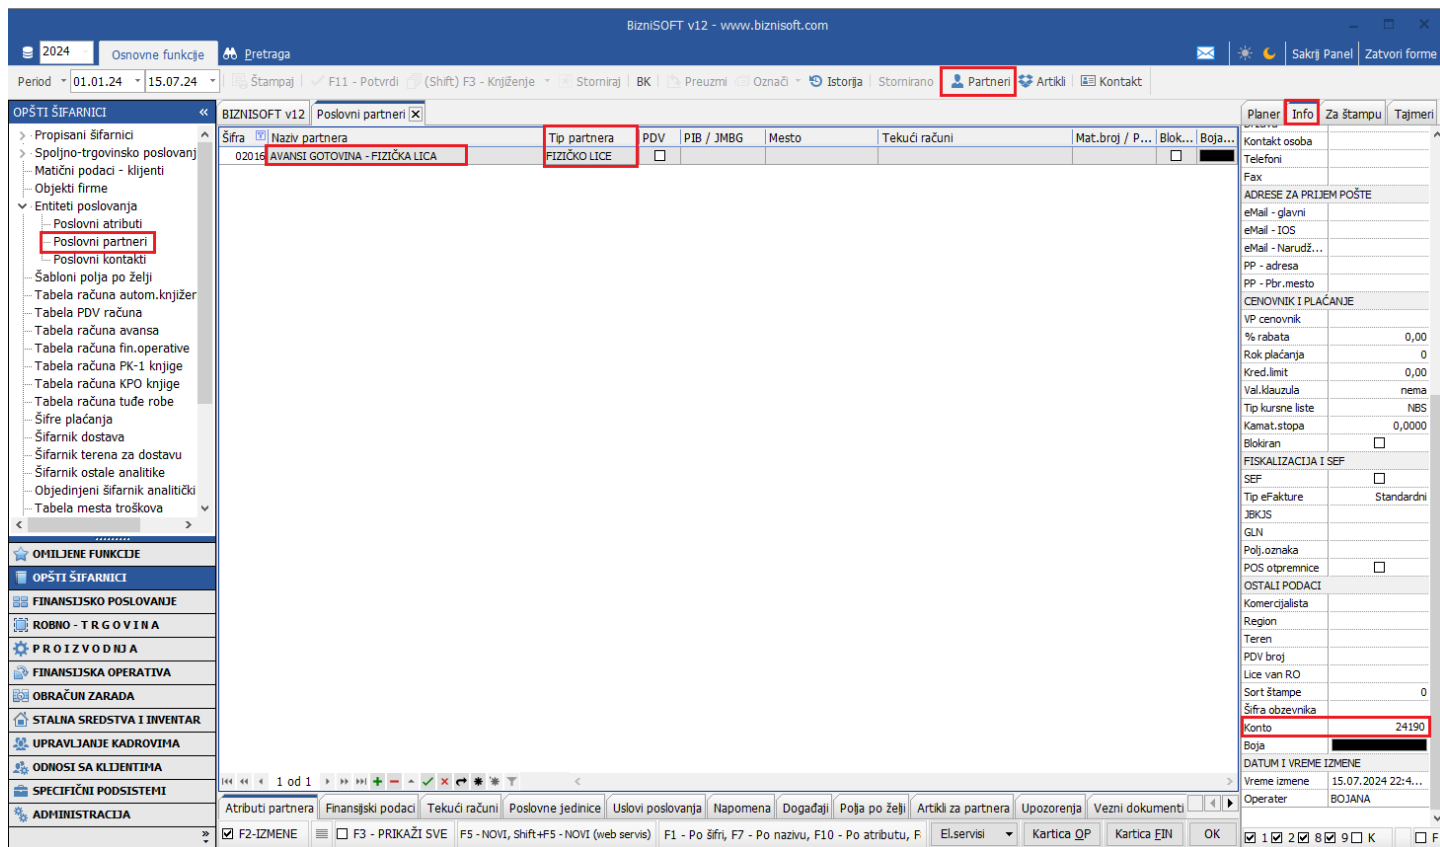 BizniSOFT v12 - www.biznisoft.com
2024 Osnovne funkcije Pretraga Sakrij Panel Zatvori forme
Period 01.01.24 15.07.24 Štampaj F11 - Potvrdi (Shift) F3 - Knjiženje Storniraj BK Preuzmi Označi Istorija Stornirano Partneri Artikli Kontakt
OPŠTI ŠIFARNICI «
Propisani šifarnici
Spoljno-trgovinsko poslovanj
Matični podaci - klijenti
Objekti firme
Entiteti poslovanja
Poslovni atributi
Poslovni partneri
Poslovni kontakti
Šabloni polja po želji
Tabela računa autom.knjižer
Tabela PDV računa
Tabela računa avansa
Tabela računa fin.operative
Tabela računa PK-1 knjige
Tabela računa KPO knjige
Tabela računa tuđe robe
Šifre plaćanja
Šifarnik dostava
Šifarnik terena za dostavu
Šifarnik ostale analitike
Objedinjeni šifarnik analitički
Tabela mesta troškova
OMILJENE FUNKCIJE
OPŠTI ŠIFARNICI
FINANSIJSKO POSLOVANJE
ROBNO - T R G O V I N A
P R O I Z V O D NJ A
FINANSIJSKA OPERATIVA
OBRAČUN ZARADA
STALNA SREDSTVA I INVENTAR
UPRAVLJANJE KADROVIMA
ODNOSI SA KLIJENTIMA
SPECIFIČNI PODSISTEMI
ADMINISTRACIJA
»
BIZNISOFT v12 Poslovni partneri
Šifra Naziv partnera Tip partnera PDV PIB / JMBG Mesto Tekući računi Mat.broj / P... Blok... Boja...
02016 AVANSI GOTOVINA - FIZIČKA LICA FIZIČKO LICE
1 od 1
Atributi partnera Finansijski podaci Tekući računi Poslovne jedinice Uslovi poslovanja Napomena Događaji Polja po želji Artikli za partnera Upozorenja Vezni dokumenti
F2-IZMENE F3 - PRIKAŽI SVE F5 - NOVI, Shift+F5 - NOVI (web servis) F1 - Po šifri, F7 - Po nazivu, F10 - Po atributu, F El.servisi Kartica OP Kartica FIN OK
Planer Info Za štampu Tajmeri
Kontakt osoba
Telefoni
Fax
ADRESE ZA PRIJEM POŠTE
eMail - glavni
eMail - IOS
eMail - Narudž...
PP - adresa
PP - Pbr.mesto
CENOVNIK I PLAĆANJE
VP cenovnik
% rabata 0,00
Rok plaćanja 0
Kred.limit 0,00
Val.klauzula nema
Tip kursne liste NBS
Kamat.stopa 0,0000
Blokiran
FISKALIZACIJA I SEF
SEF
Tip eFakture Standardni
JBKJS
GLN
Polj.oznaka
POS otpremnice
OSTALI PODACI
Komercijalista
Region
Teren
PDV broj
Lice van RO
Sort štampe 0
Šifra obzevnika
Konto 24190
Boja
DATUM I VREME IZMENE
Vreme izmene 15.07.2024 22:4...
Operater BOJANA
1 2 8 9 K F